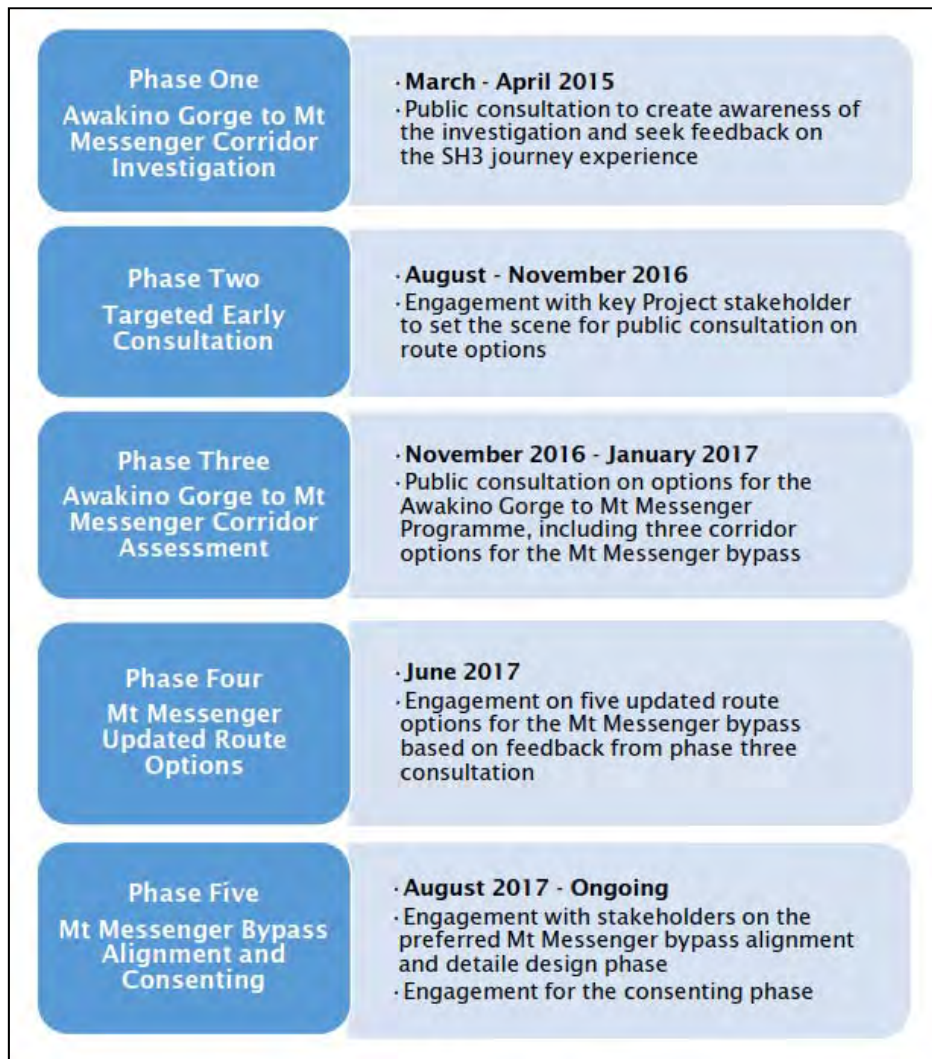 Phase One
Awakino Gorge to Mt
Messenger Corridor
Investigation
· March - April 2015
· Public consultation to create awareness of
the investigation and seek feedback on
the SH3 journey experience
Phase Two
Targeted Early
Consultation
· August - November 2016
· Engagement with key Project stakeholder
to set the scene for public consultation on
route options
Phase Three
Awakino Gorge to Mt
Messenger Corridor
Assessment
· November 2016 - January 2017
· Public consultation on options for the
Awakino Gorge to Mt Messenger
Programme, including three corridor
options for the Mt Messenger bypass
Phase Four
Mt Messenger
Updated Route
Options
· June 2017
· Engagement on five updated route
options for the Mt Messenger bypass
based on feedback from phase three
consultation
Phase Five
Mt Messenger Bypass
Alignment and
Consenting
· August 2017 - Ongoing
· Engagement with stakeholders on the
preferred Mt Messenger bypass alignment
and detaile design phase
· Engagement for the consenting phase